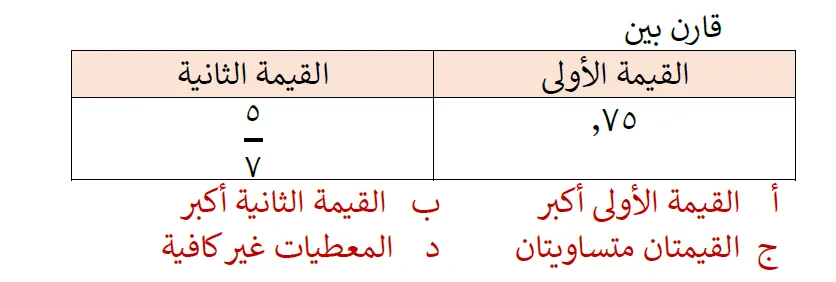 قارن بين
القيمة الأولى القيمة الثانية
,٧٥ ٥/٧
أ القيمة الأولى أكبر ب القيمة الثانية أكبر
ج القيمتان متساويتان د المعطيات غير كافية